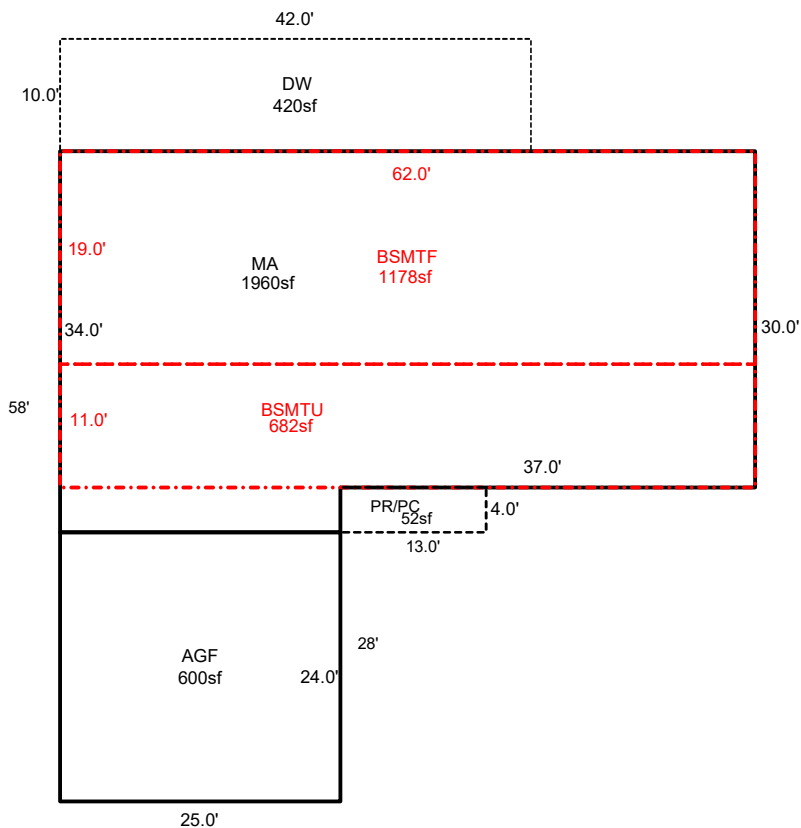 42.0'
10.0'
DW
420sf
62.0'
19.0'
MA
1960sf
BSMTF
1178sf
34.0'
30.0'
58'
11.0'
BSMTU
682sf
37.0'
PR/PC
52sf
4.0'
13.0'
28'
AGF
600sf
24.0'
25.0'